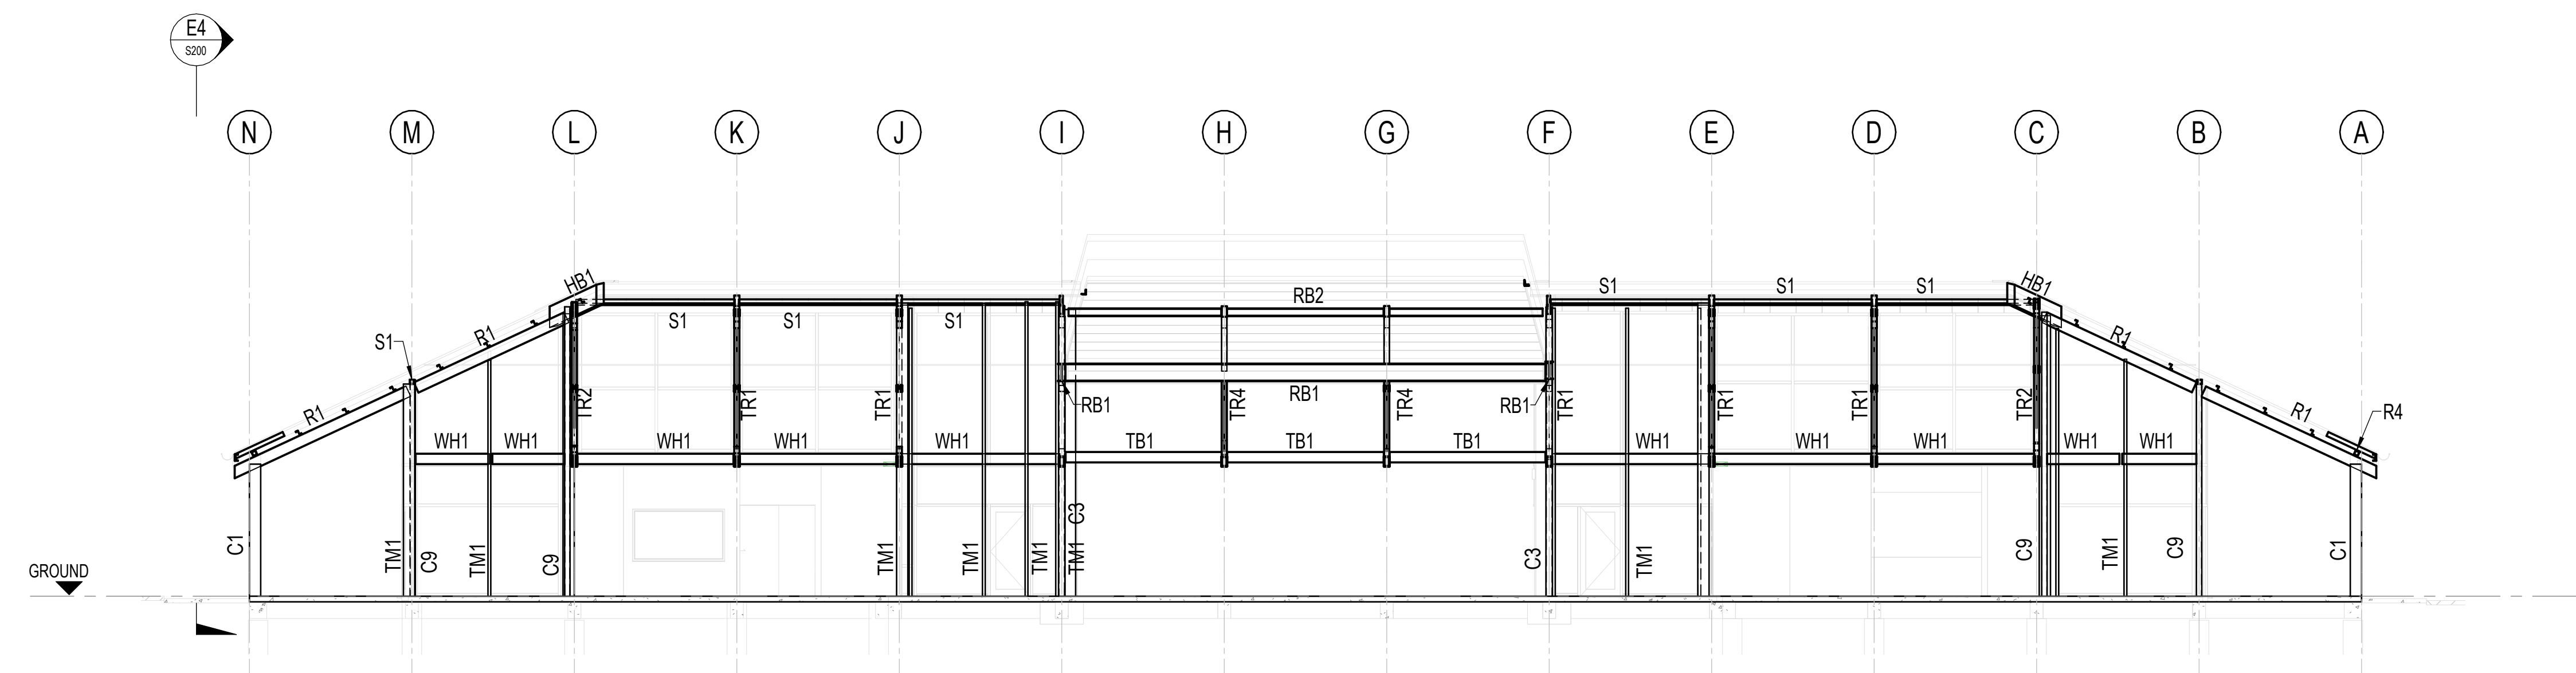 E4
S200
N M L K J I H G F E D C B A
HB1 S1 S1 S1 HB1
RB2
S1 S1 S1
S1 R1 R1
R1 R1 R4
RB1
RB1 RB1
TR2 TR1 TR1 TR4 TR4 TR1 TR1 TR1 TR2
WH1 WH1 WH1 WH1 WH1 TB1 TB1 TB1 WH1 WH1 WH1 WH1 WH1
C3
C1 TM1 C9 TM1 C9 TM1 TM1 TM1 TM1 C3 TM1 C9 TM1 C9 C1
GROUND